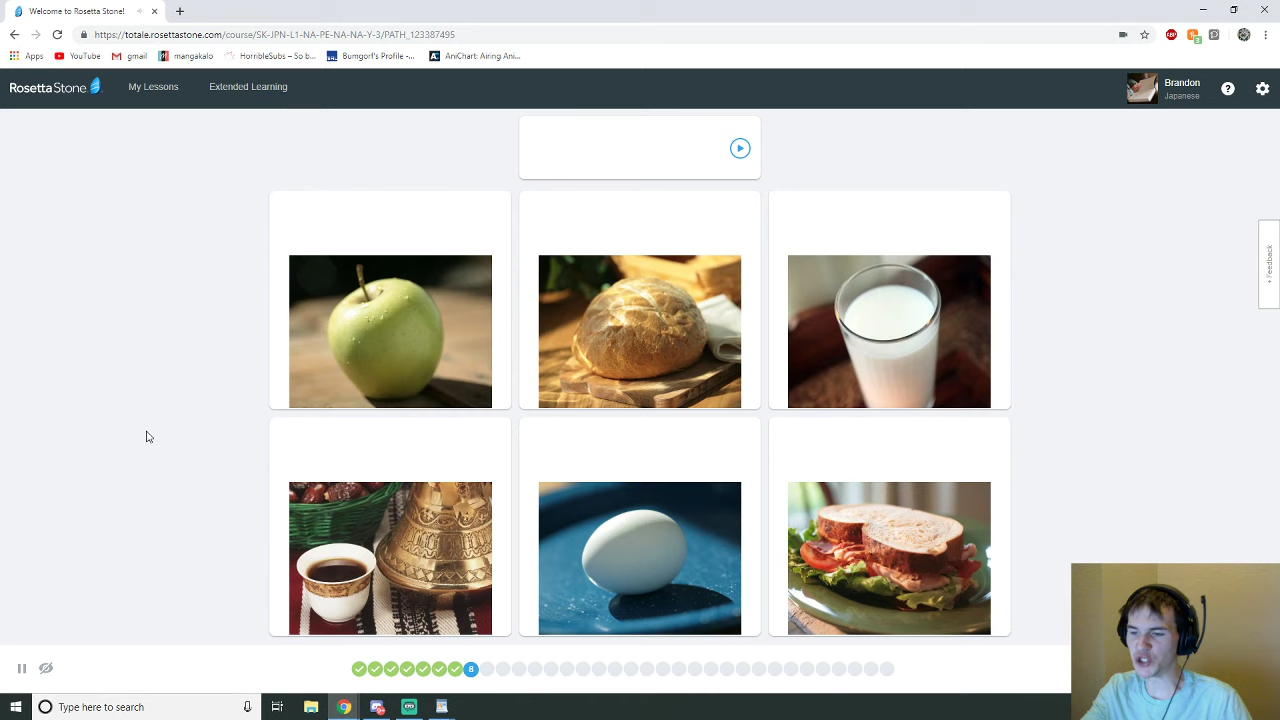 Welcome to Rosetta Stone!
https://totale.rosettastone.com/course/SK-JPN-L1-NA-PE-NA-NA-Y-3/PATH_123387495
Apps YouTube gmail mangakalo HorribleSubs – So b... Bumgorf's Profile -... AniChart: Airing Ani...
RosettaStone My Lessons Extended Learning Brandon
Japanese
+ Feedback
8
Type here to search